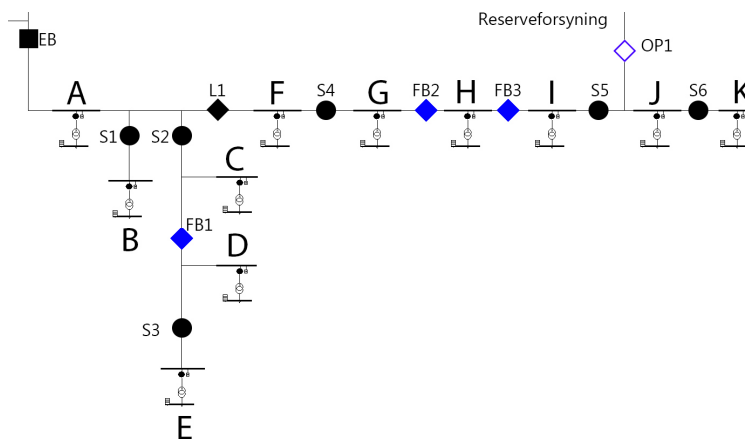 Reserveforsyning
EB
OP1
A
L1
F
S4
G
FB2
H
FB3
I
S5
J
S6
K
S1
S2
C
B
FB1
D
S3
E